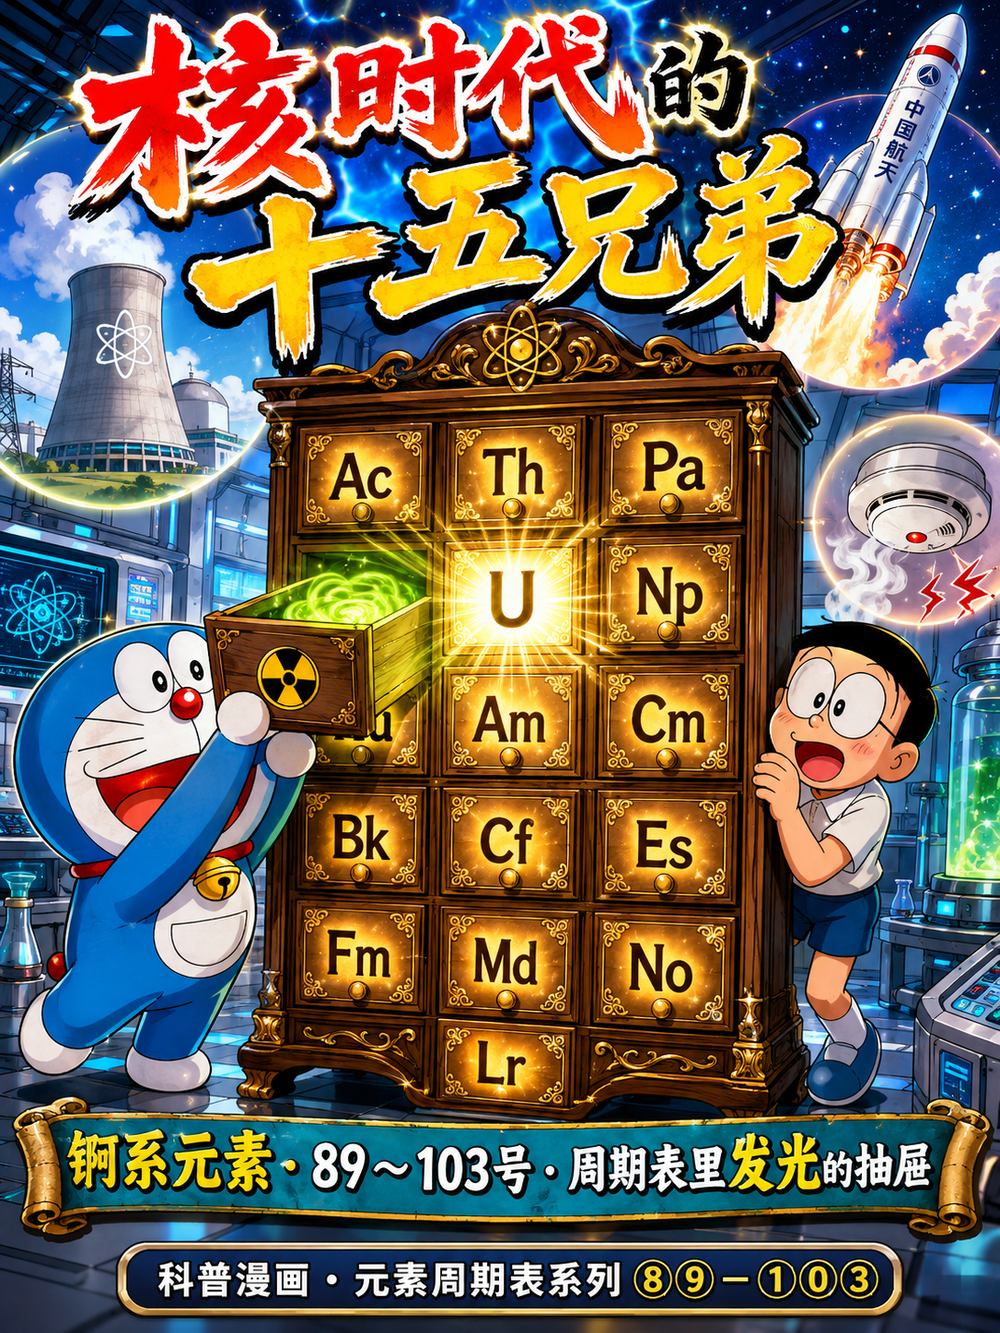 核时代的
十五兄弟
中国航天
Ac Th Pa
U Np
Am Cm
Bk Cf Es
Fm Md No
Lr
锕系元素·89～103号·周期表里发光的抽屉
科普漫画·元素周期表系列 ⑧⑨－①⓪③